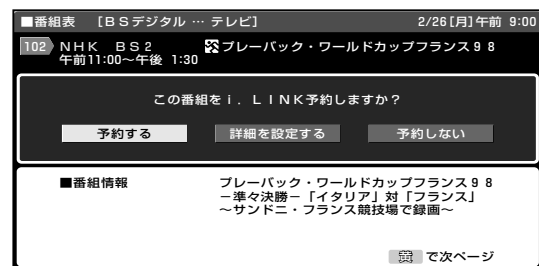 ■番組表 [BSデジタル … テレビ] 2/26[月]午前 9:00
102 NHK BS2 プレーバック・ワールドカップフランス98
午前11:00～午後 1:30
この番組をi．LINK予約しますか？
予約する 詳細を設定する 予約しない
■番組情報 プレーバック・ワールドカップフランス98
－準々決勝－「イタリア」対「フランス」
～サンドニ・フランス競技場で録画～
黄 で次ページ